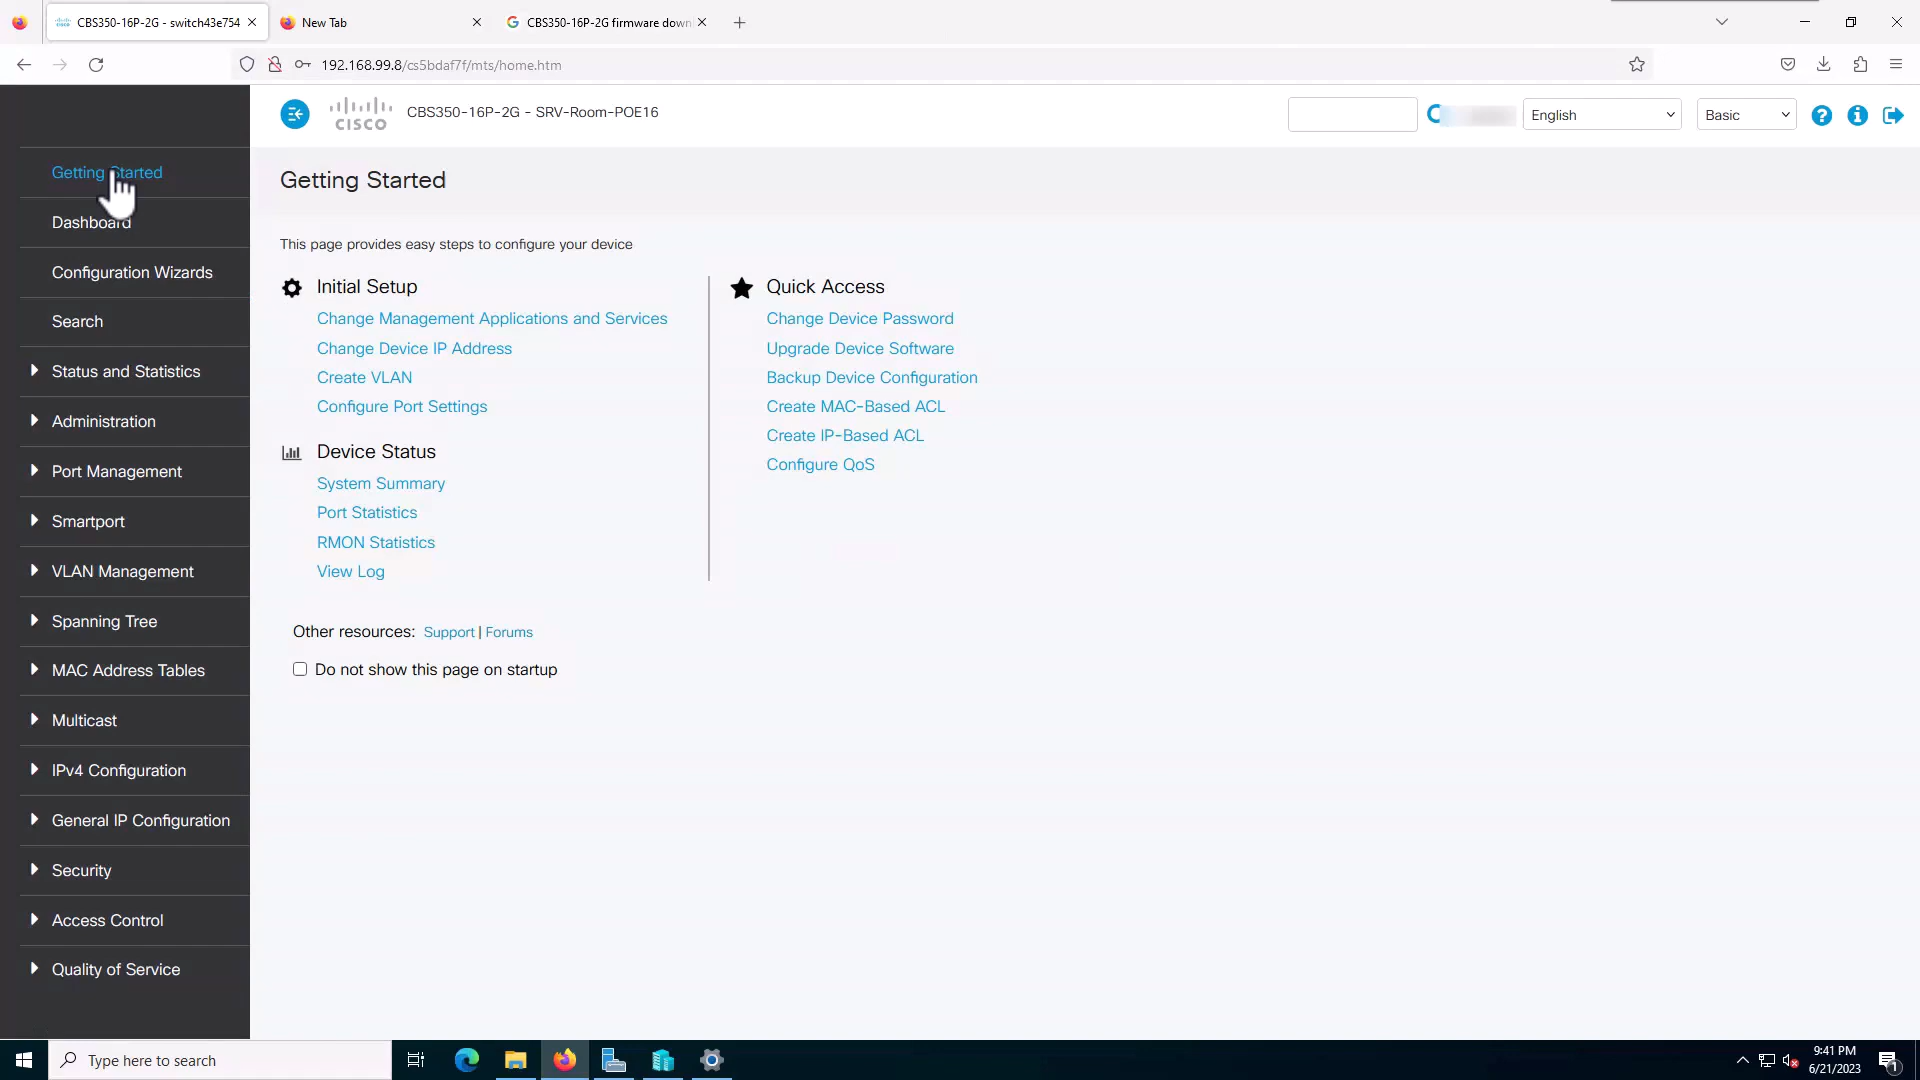 CBS350-16P-2G - switch43e754
New Tab
CBS350-16P-2G firmware down
192.168.99.8/cs5bdaf7f/mts/home.htm
cisco
CBS350-16P-2G - SRV-Room-POE16
English
Basic
Getting Started
Dashboard
Configuration Wizards
Search
Status and Statistics
Administration
Port Management
Smartport
VLAN Management
Spanning Tree
MAC Address Tables
Multicast
IPv4 Configuration
General IP Configuration
Security
Access Control
Quality of Service
Getting Started
This page provides easy steps to configure your device
Initial Setup
Change Management Applications and Services
Change Device IP Address
Create VLAN
Configure Port Settings
Device Status
System Summary
Port Statistics
RMON Statistics
View Log
Quick Access
Change Device Password
Upgrade Device Software
Backup Device Configuration
Create MAC-Based ACL
Create IP-Based ACL
Configure QoS
Other resources: Support | Forums
Do not show this page on startup
Type here to search
9:41 PM
6/21/2023
1